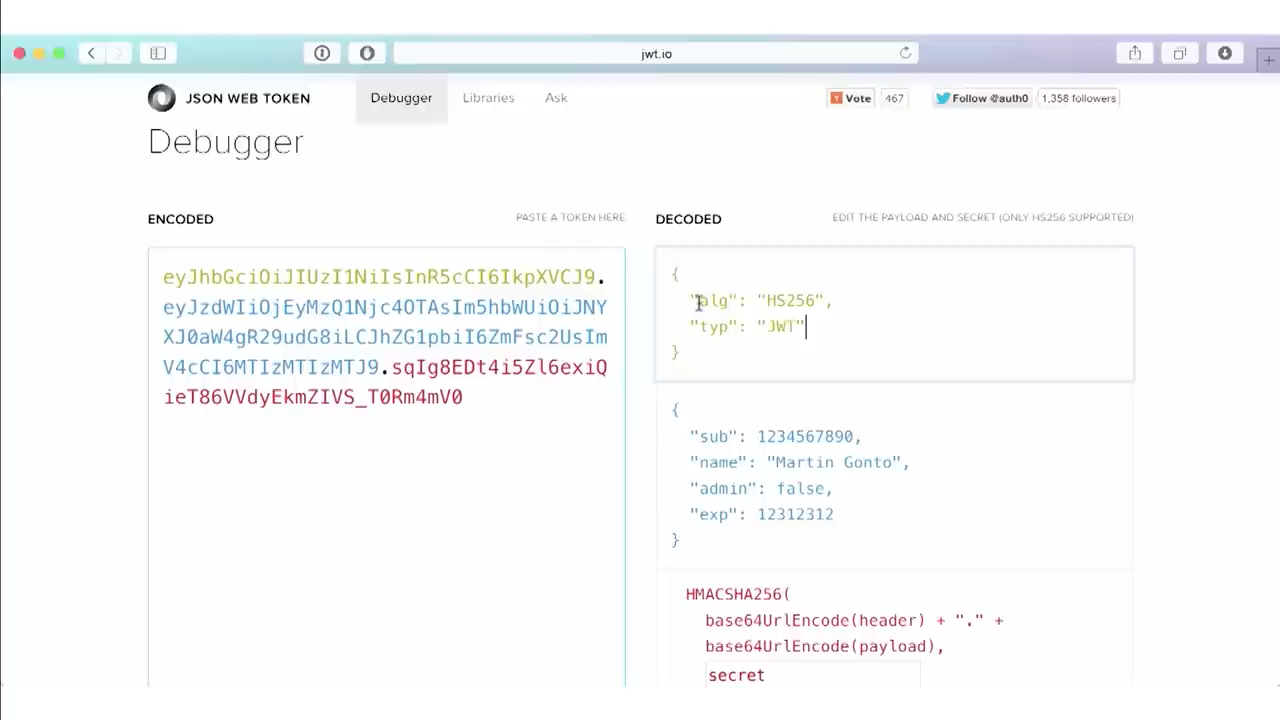 jwt.io
JSON WEB TOKEN
Debugger
Libraries
Ask
Vote
467
Follow @auth0
1,358 followers
Debugger
ENCODED
PASTE A TOKEN HERE
DECODED
EDIT THE PAYLOAD AND SECRET (ONLY HS256 SUPPORTED)
eyJhbGciOiJIUzI1NiIsInR5cCI6IkpXVCJ9.
eyJzdWIiOjEyMzQ1Njc4OTAsIm5hbWUiOiJNY
XJ0aW4gR29udG8iLCJhZG1pbiI6ZmFsc2UsIm
V4cCI6MTIzMTIzMTJ9.sqIg8EDt4i5Zl6exiQ
ieT86VVdyEkmZIVS_T0Rm4mV0
{
"alg": "HS256",
"typ": "JWT"
}
{
"sub": 1234567890,
"name": "Martin Gonto",
"admin": false,
"exp": 12312312
}
HMACSHA256(
base64UrlEncode(header) + "." +
base64UrlEncode(payload),
secret